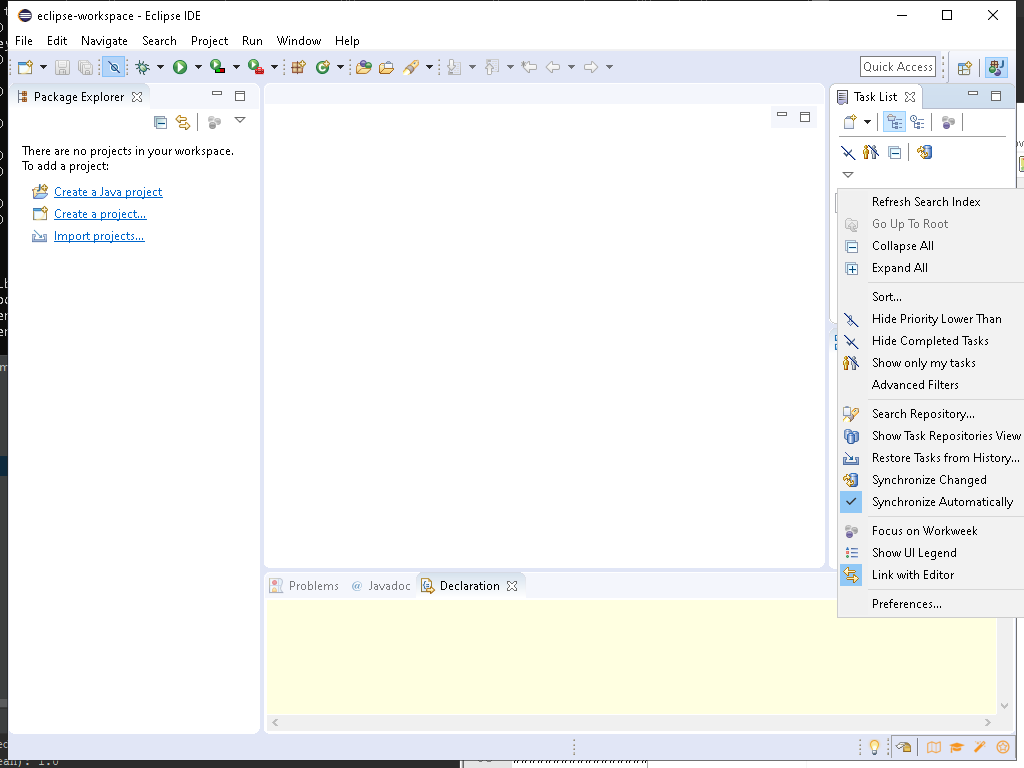 eclipse-workspace - Eclipse IDE
File Edit Navigate Search Project Run Window Help
Quick Access
Package Explorer
Task List
There are no projects in your workspace.
To add a project:
Create a Java project
Create a project...
Import projects...
Refresh Search Index
Go Up To Root
Collapse All
Expand All
Sort...
Hide Priority Lower Than
Hide Completed Tasks
Show only my tasks
Advanced Filters
Search Repository...
Show Task Repositories View
Restore Tasks from History...
Synchronize Changed
Synchronize Automatically
Focus on Workweek
Show UI Legend
Link with Editor
Preferences...
Problems @ Javadoc Declaration